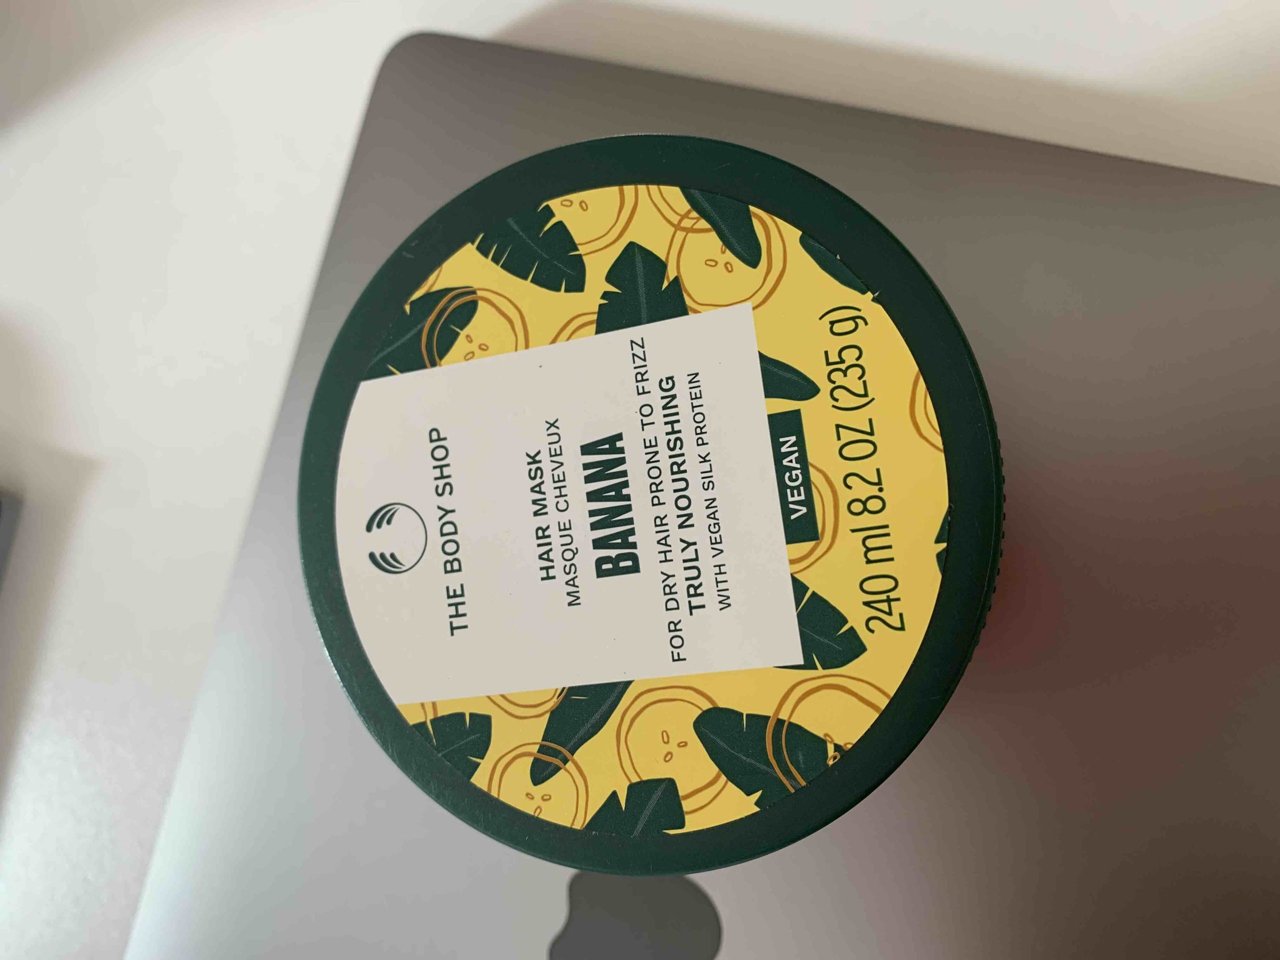 THE BODY SHOP
HAIR MASK
MASQUE CHEVEUX
BANANA
FOR DRY HAIR PRONE TO FRIZZ
TRULY NOURISHING
WITH VEGAN SILK PROTEIN
VEGAN
240 ml 8.2 OZ (235 g)